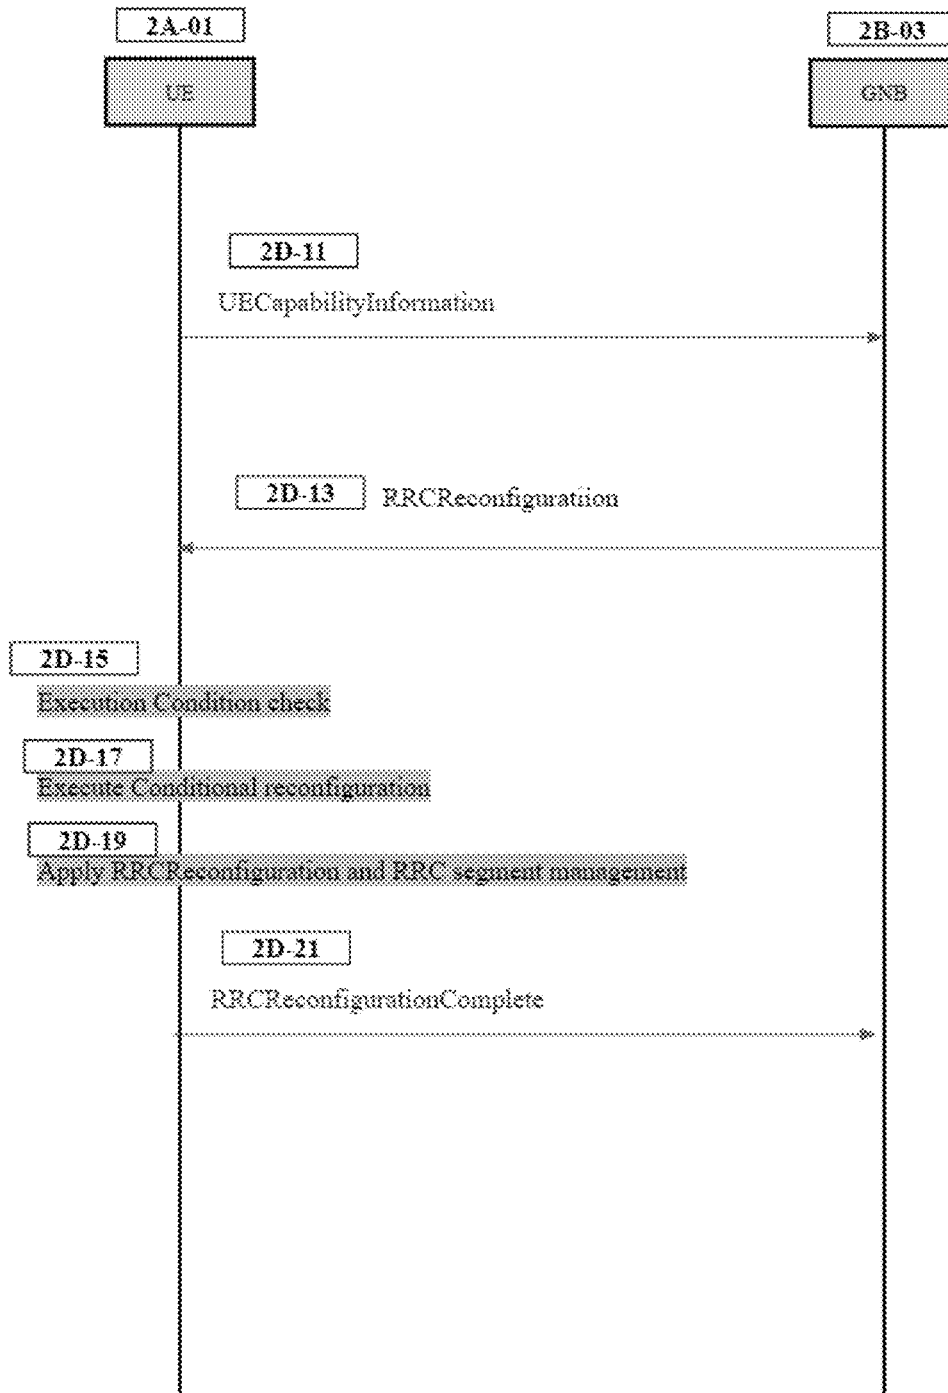 2A-01
2B-03
UE
GNB
2D-11
UECapabilityInformation
2D-13 RRCReconfiguratiion
2D-15
Execution Condition check
2D-17
Execute Conditional reconfiguration
2D-19
Apply RRCReconfiguration and RRC segment management
2D-21
RRCReconfigurationComplete